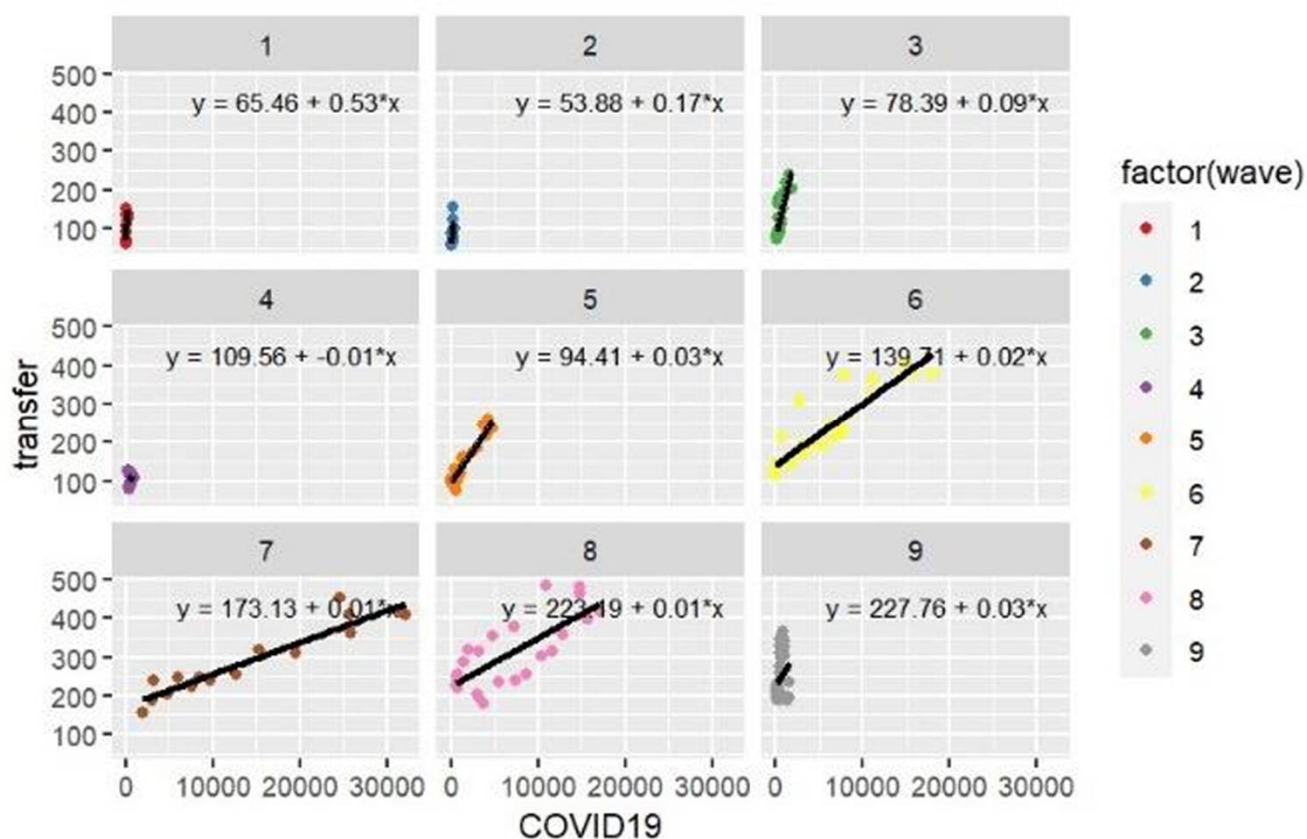 1 2 3
500
400
300
200
100
y = 65.46 + 0.53*x
y = 53.88 + 0.17*x
y = 78.39 + 0.09*x
4 5 6
500
400
300
200
100
y = 109.56 + -0.01*x
y = 94.41 + 0.03*x
y = 139.71 + 0.02*x
7 8 9
500
400
300
200
100
y = 173.13 + 0.01*x
y = 223.19 + 0.01*x
y = 227.76 + 0.03*x
0 10000 20000 30000
0 10000 20000 30000
0 10000 20000 30000
transfer
COVID19
factor(wave)
1
2
3
4
5
6
7
8
9